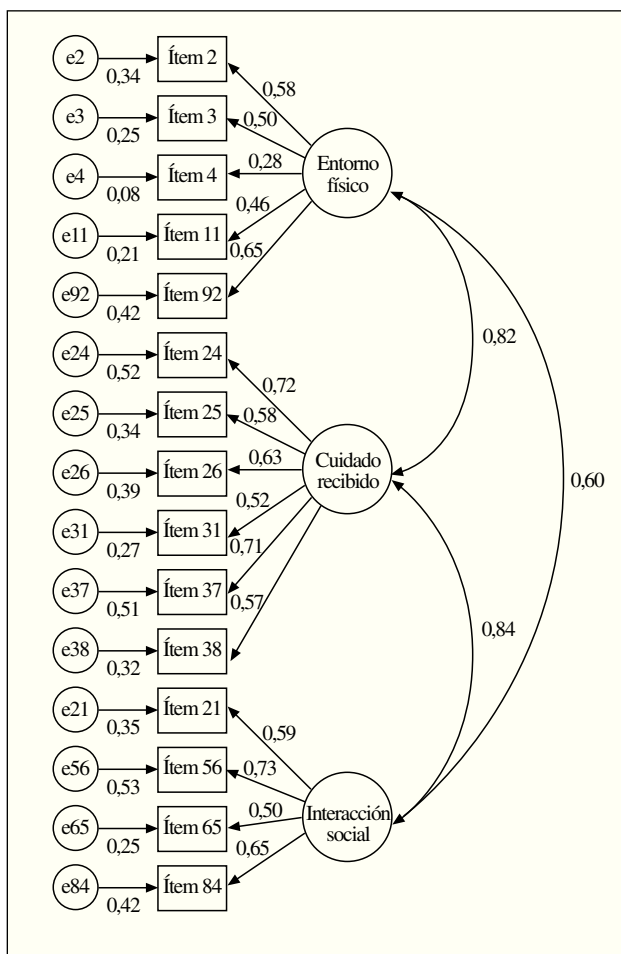 e2
Ítem 2
0,34
0,58
e3
Ítem 3
0,25
0,50
e4
Ítem 4
0,08
0,28
Entorno
físico
e11
Ítem 11
0,21
0,46
e92
Ítem 92
0,42
0,65
0,82
e24
Ítem 24
0,52
0,72
e25
Ítem 25
0,34
0,58
e26
Ítem 26
0,39
0,63
Cuidado
recibido
0,60
e31
Ítem 31
0,27
0,52
e37
Ítem 37
0,51
0,71
e38
Ítem 38
0,32
0,57
0,84
e21
Ítem 21
0,35
0,59
e56
Ítem 56
0,53
0,73
e65
Ítem 65
0,25
0,50
Interacción
social
e84
Ítem 84
0,42
0,65